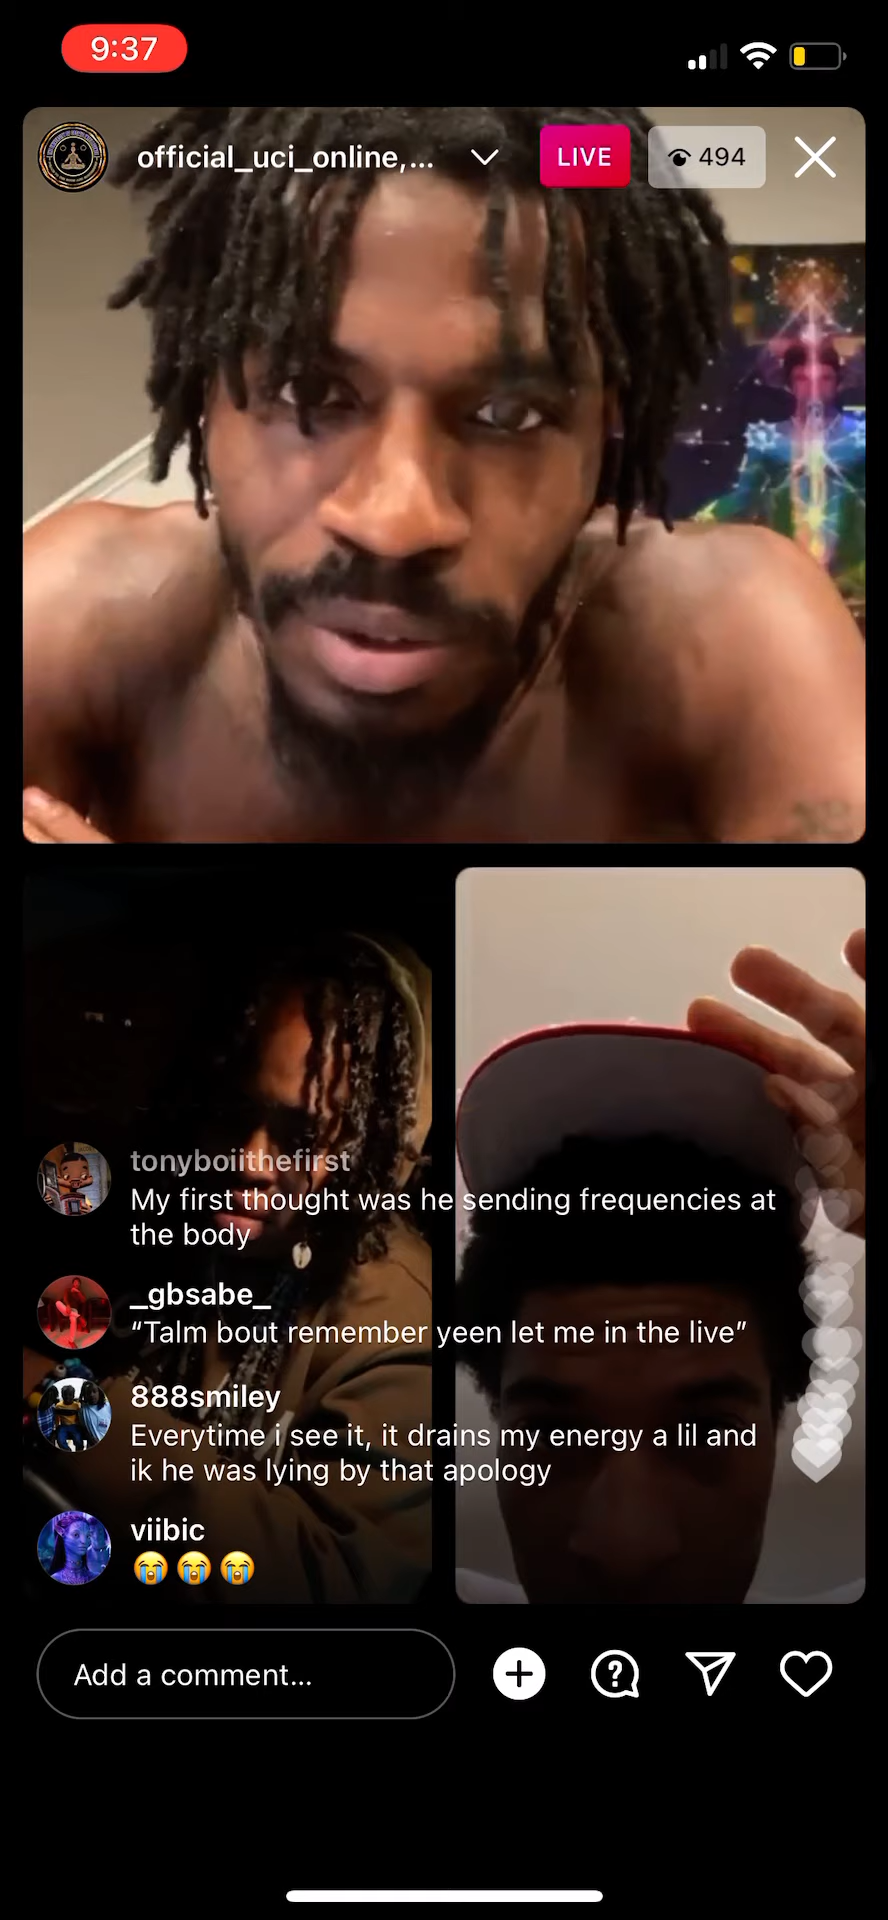 9:37
official_uci_online,...
LIVE
494
tonyboiithefirst
My first thought was he sending frequencies at
the body
_gbsabe_
“Talm bout remember yeen let me in the live”
888smiley
Everytime i see it, it drains my energy a lil and
ik he was lying by that apology
viibic
😭😭😭
Add a comment...